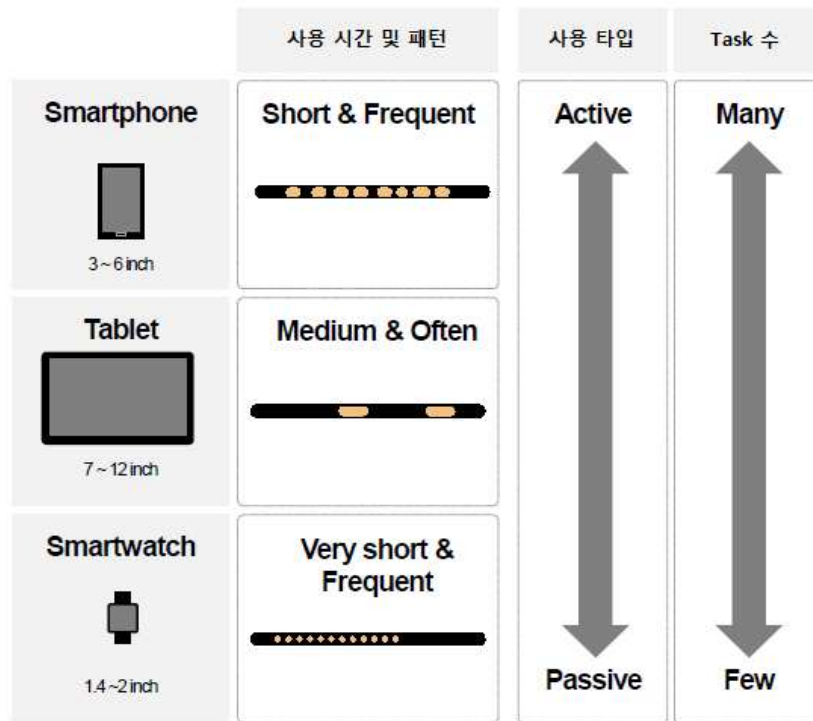 사용 시간 및 패턴
사용 타입
Task 수
Smartphone
3 ~ 6 inch
Short & Frequent
Active
Many
Tablet
7 ~ 12 inch
Medium & Often
Smartwatch
1.4 ~2 inch
Very short &
Frequent
Passive
Few